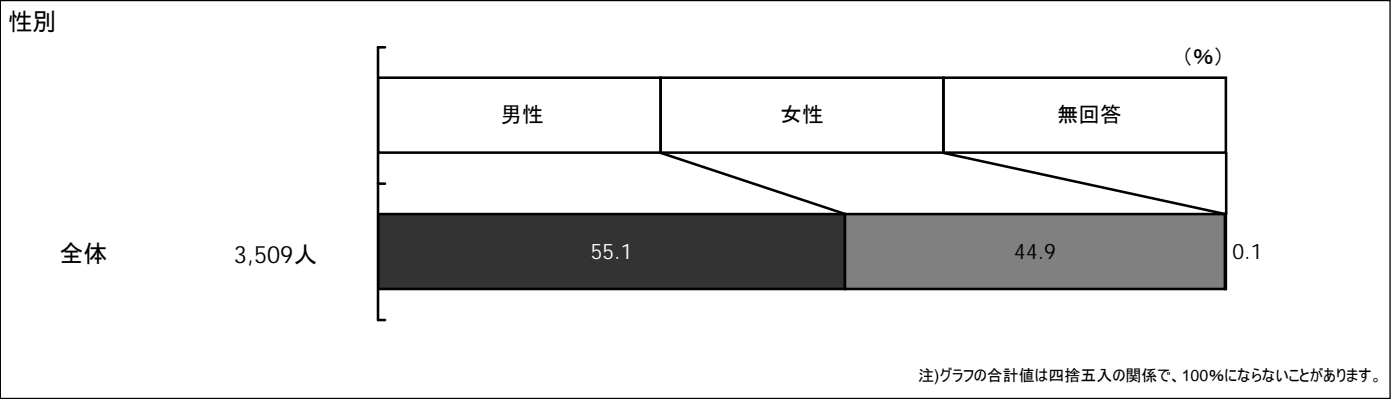 性別
(%)
男性 女性 無回答
全体 3,509人 55.1 44.9 0.1
注)グラフの合計値は四捨五入の関係で、100%にならないことがあります。